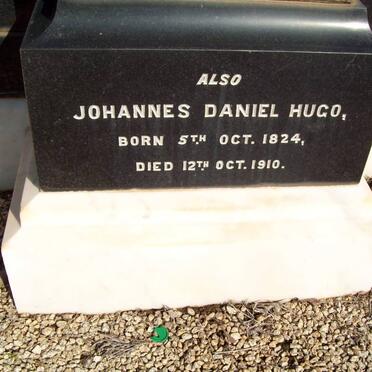 ALSO
JOHANNES DANIEL HUGO,
BORN 5TH OCT. 1824,
DIED 12TH OCT. 1910.